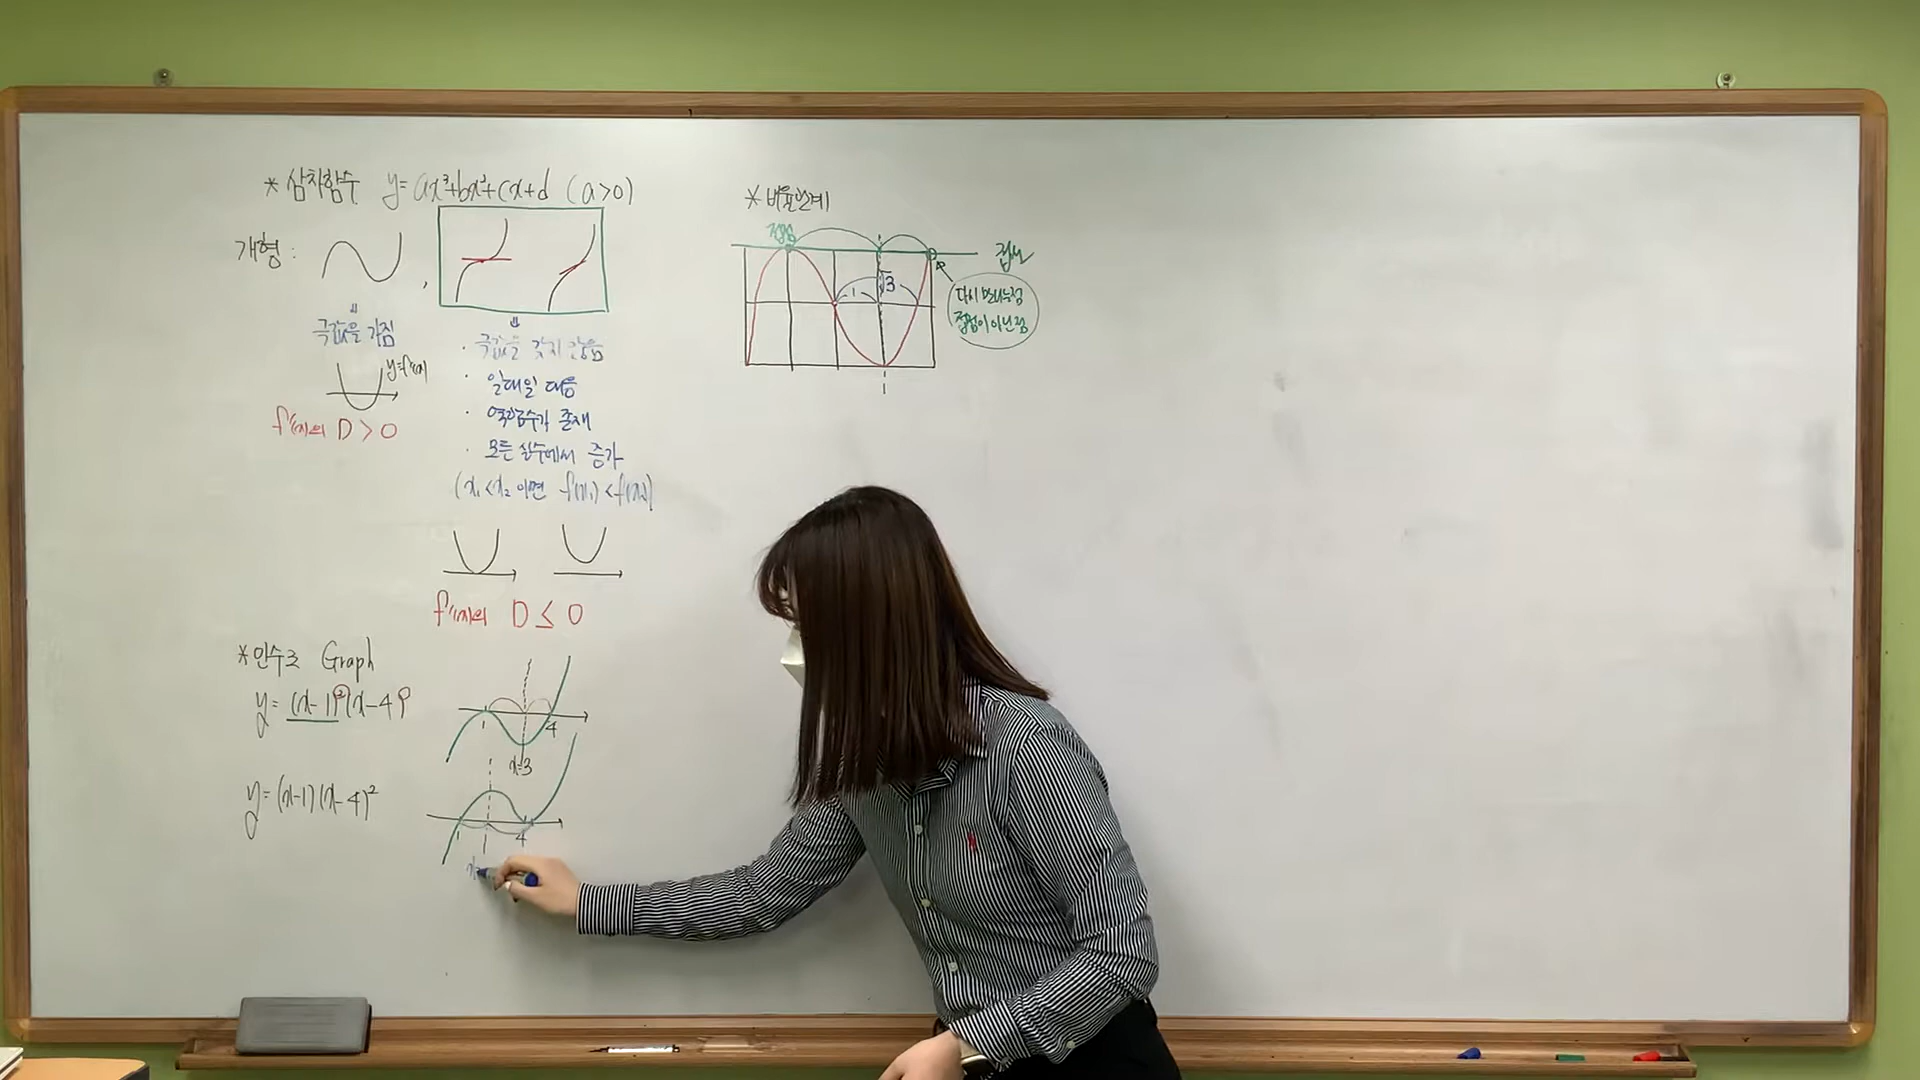 * 삼차함수 y=ax³+bx²+cx+d (a>0)
개형 :
극값을 가짐
y=f'(x)
f'(x)의 D > 0
· 극값을 갖지 않음
· 일대일 대응
· 역함수가 존재
· 모든 실수에서 증가
(x₁<x₂ 이면 f(x₁)<f(x₂))
f'(x)의 D ≤ 0
* 인수 Graph
y= (x-1)²(x-4)
1
4
x=3
y=(x-1)(x-4)²
1
4
x=
* 비율관계
접점
접선
1
√3
다시 만나는점
접점이 아닌 점